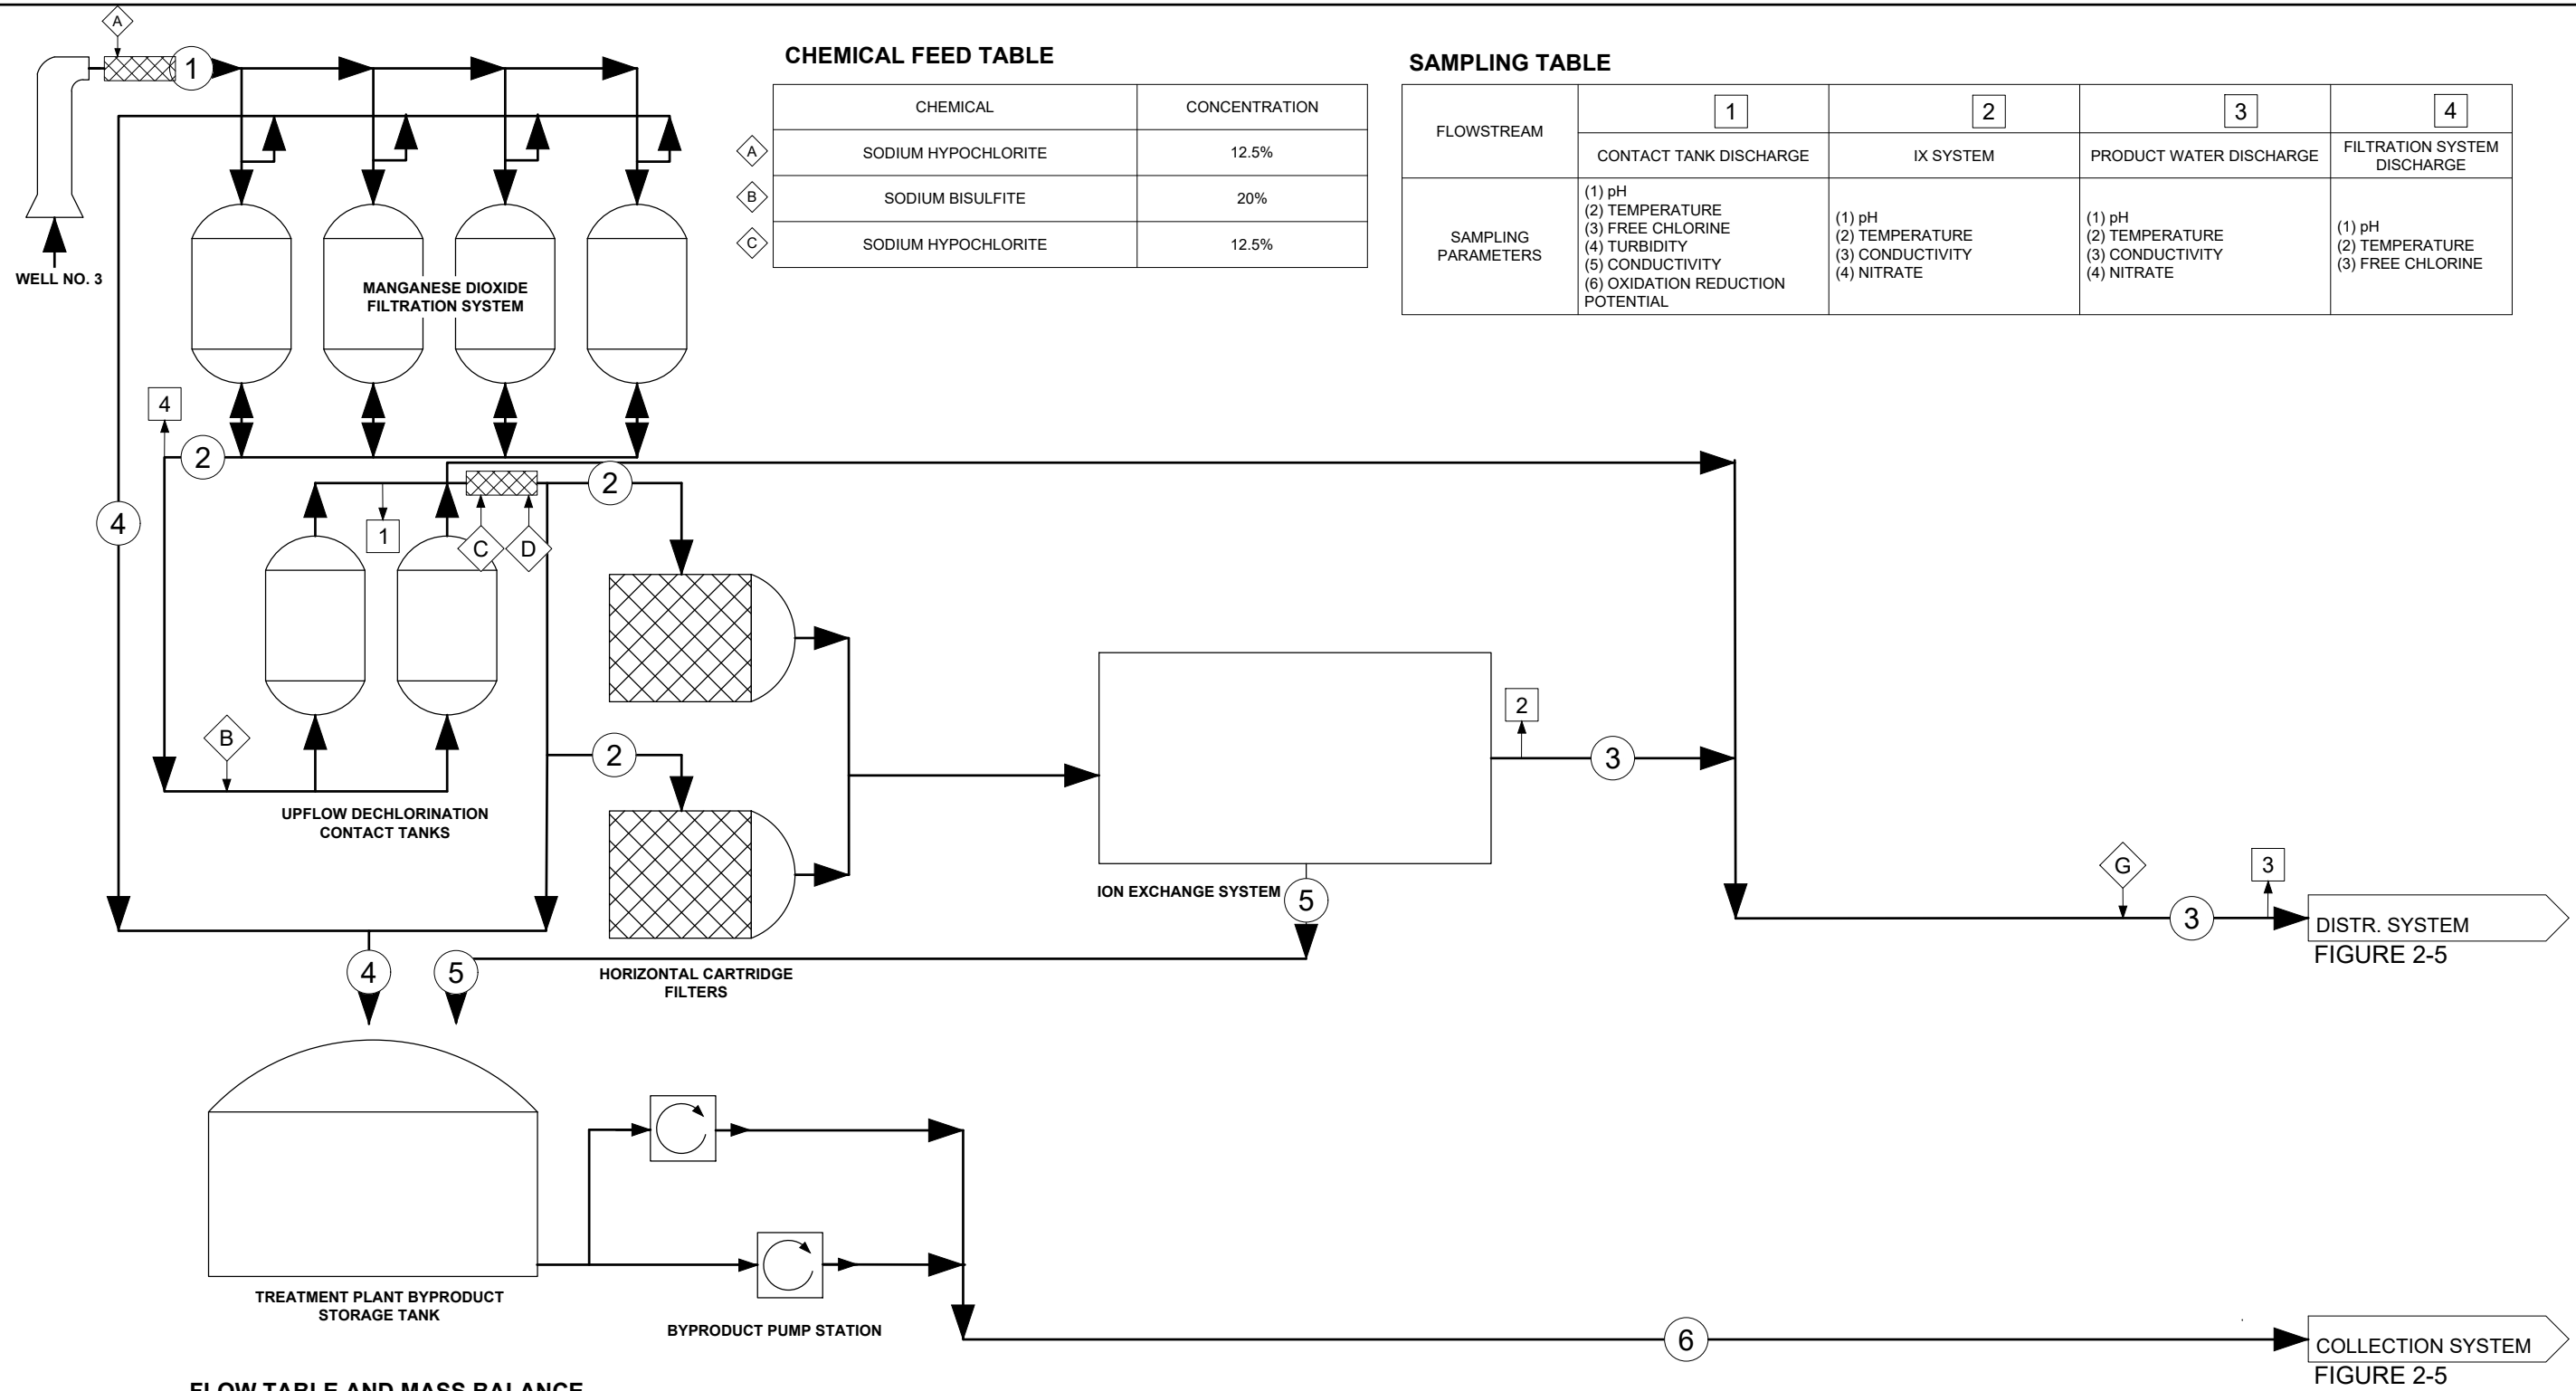 A
1
CHEMICAL FEED TABLE
CHEMICAL CONCENTRATION
A SODIUM HYPOCHLORITE 12.5%
B SODIUM BISULFITE 20%
C SODIUM HYPOCHLORITE 12.5%
SAMPLING TABLE
FLOWSTREAM
1 2 3 4
CONTACT TANK DISCHARGE
IX SYSTEM
PRODUCT WATER DISCHARGE
FILTRATION SYSTEM
DISCHARGE
SAMPLING
PARAMETERS
(1) pH
(2) TEMPERATURE
(3) FREE CHLORINE
(4) TURBIDITY
(5) CONDUCTIVITY
(6) OXIDATION REDUCTION
POTENTIAL
(1) pH
(2) TEMPERATURE
(3) CONDUCTIVITY
(4) NITRATE
(1) pH
(2) TEMPERATURE
(3) CONDUCTIVITY
(4) NITRATE
(1) pH
(2) TEMPERATURE
(3) FREE CHLORINE
WELL NO. 3
MANGANESE DIOXIDE
FILTRATION SYSTEM
4
2
2
4
1
C
D
B
2
UPFLOW DECHLORINATION
CONTACT TANKS
2
3
ION EXCHANGE SYSTEM
5
G
3
3
DISTR. SYSTEM
FIGURE 2-5
4
5
HORIZONTAL CARTRIDGE
FILTERS
TREATMENT PLANT BYPRODUCT
STORAGE TANK
BYPRODUCT PUMP STATION
6
COLLECTION SYSTEM
FIGURE 2-5
FLOW TABLE AND MASS BALANCE